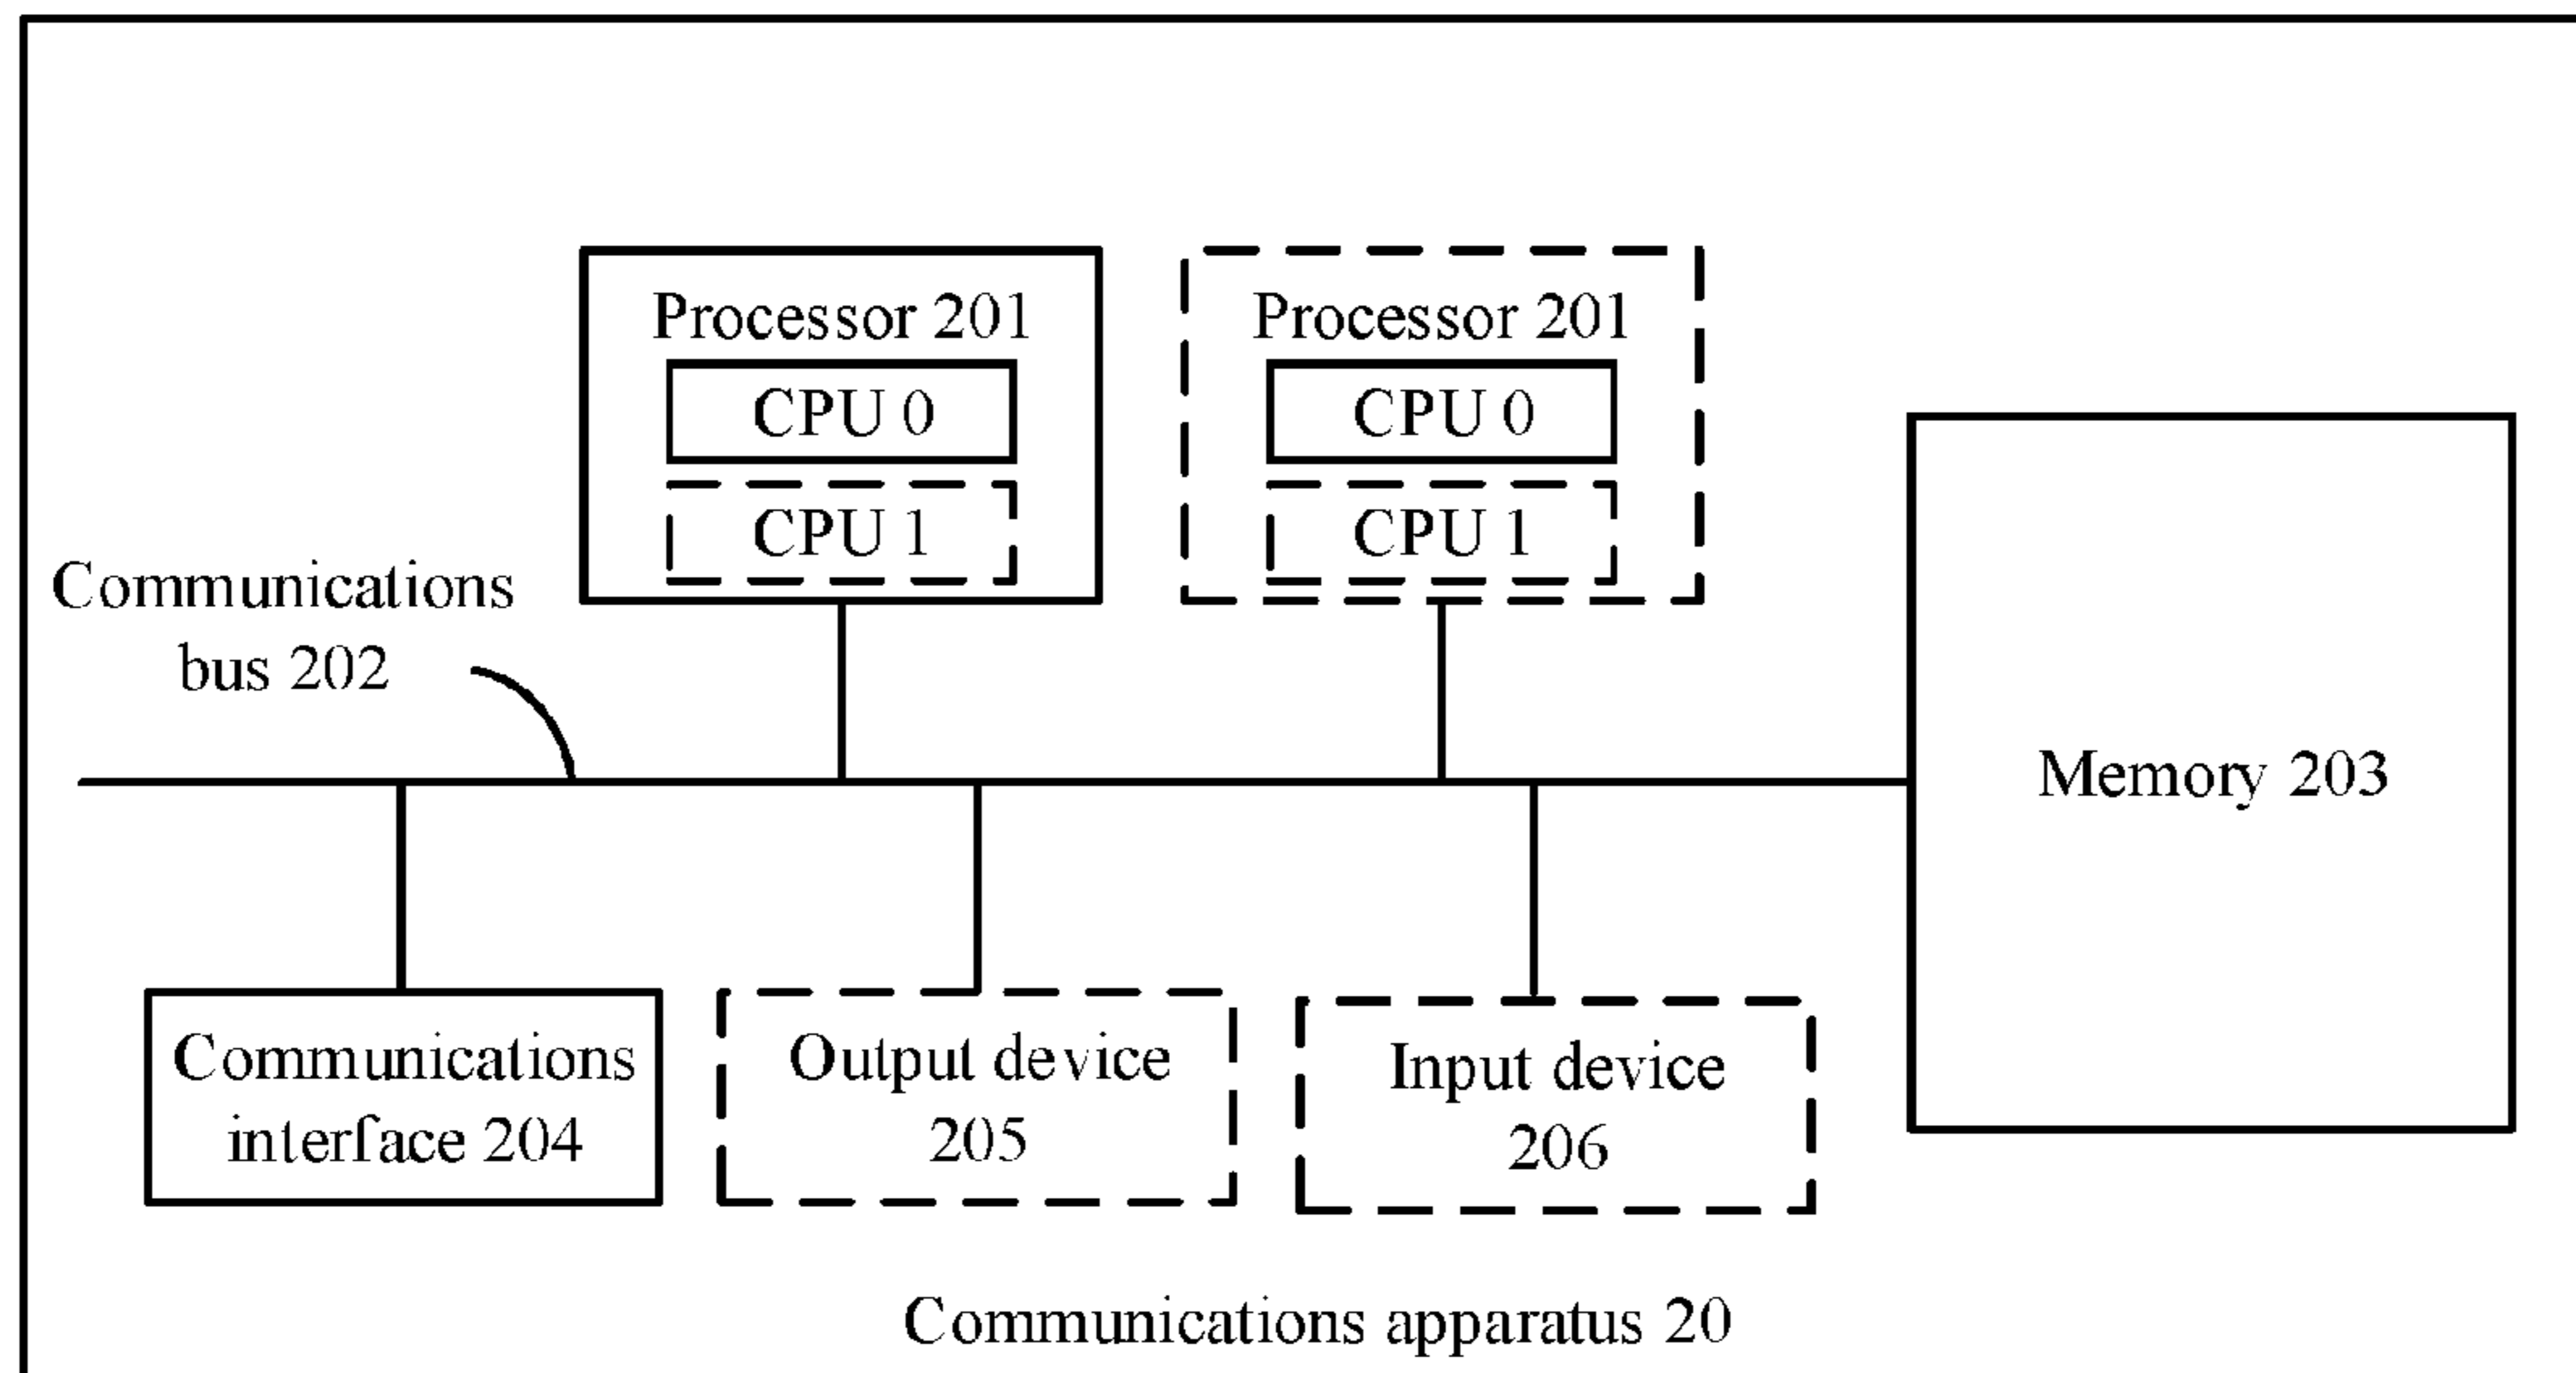 Processor 201
CPU 0
CPU 1
Processor 201
CPU 0
CPU 1
Communications
bus 202
Memory 203
Communications
interface 204
Output device
205
Input device
206
Communications apparatus 20